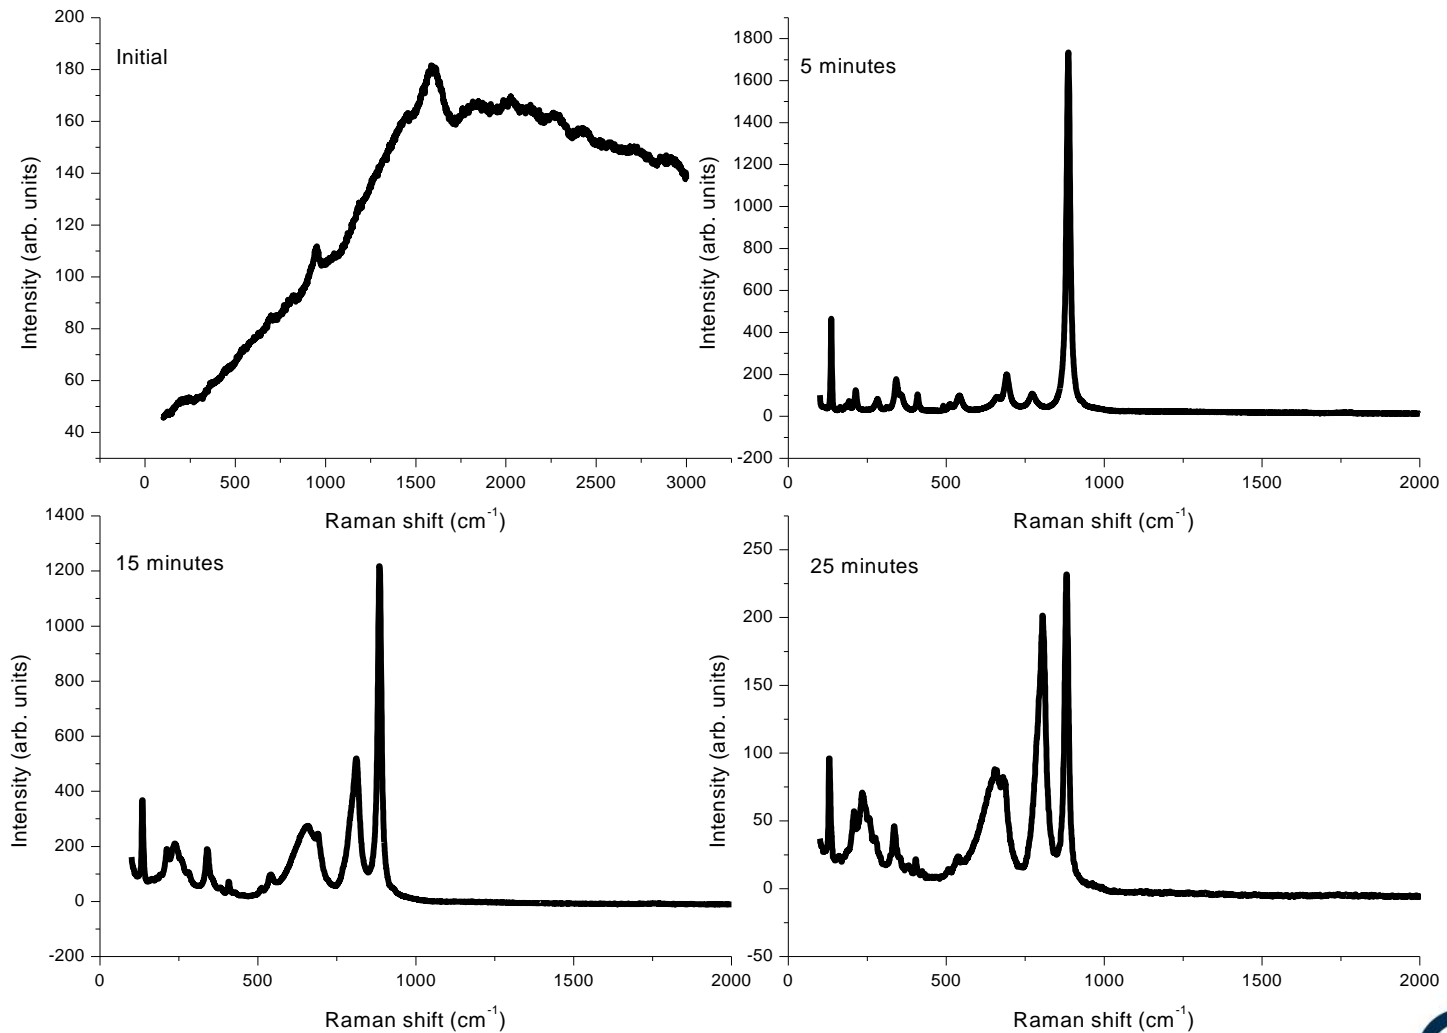 Initial
200
180
160
140
120
100
80
60
40
Intensity (arb. units)
0 500 1000 1500 2000 2500 3000
Raman shift (cm-1)
5 minutes
1800
1600
1400
1200
1000
800
600
400
200
0
-200
Intensity (arb. units)
0 500 1000 1500 2000
Raman shift (cm-1)
15 minutes
1400
1200
1000
800
600
400
200
0
-200
Intensity (arb. units)
0 500 1000 1500 2000
Raman shift (cm-1)
25 minutes
250
200
150
100
50
0
-50
Intensity (arb. units)
0 500 1000 1500 2000
Raman shift (cm-1)